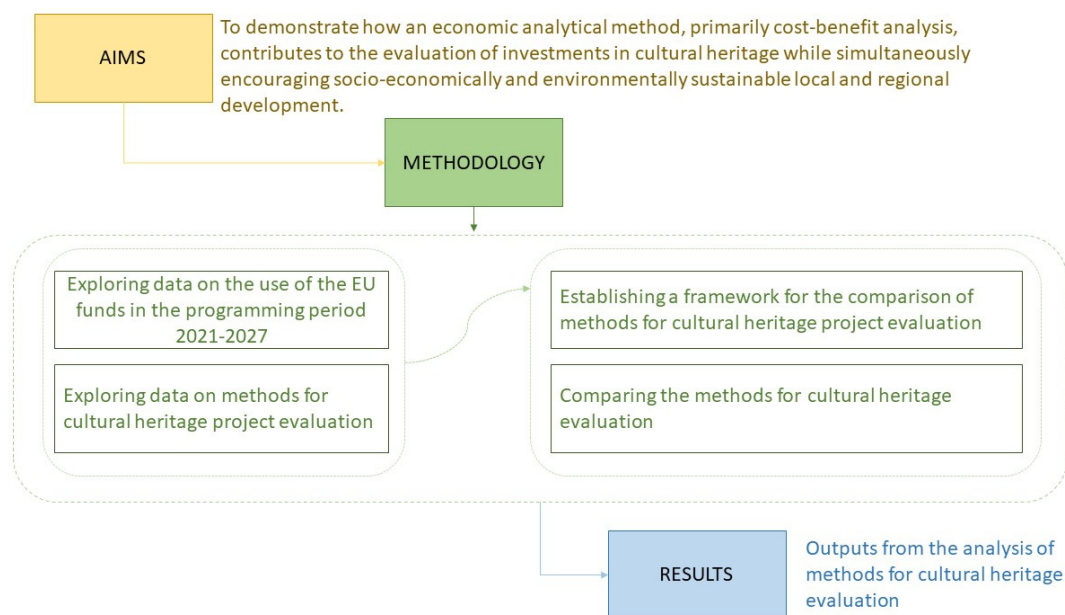 AIMS
To demonstrate how an economic analytical method, primarily cost-benefit analysis,
contributes to the evaluation of investments in cultural heritage while simultaneously
encouraging socio-economically and environmentally sustainable local and regional
development.
METHODOLOGY
Exploring data on the use of the EU
funds in the programming period
2021-2027
Exploring data on methods for
cultural heritage project evaluation
Establishing a framework for the comparison of
methods for cultural heritage project evaluation
Comparing the methods for cultural heritage
evaluation
RESULTS
Outputs from the analysis of
methods for cultural heritage
evaluation